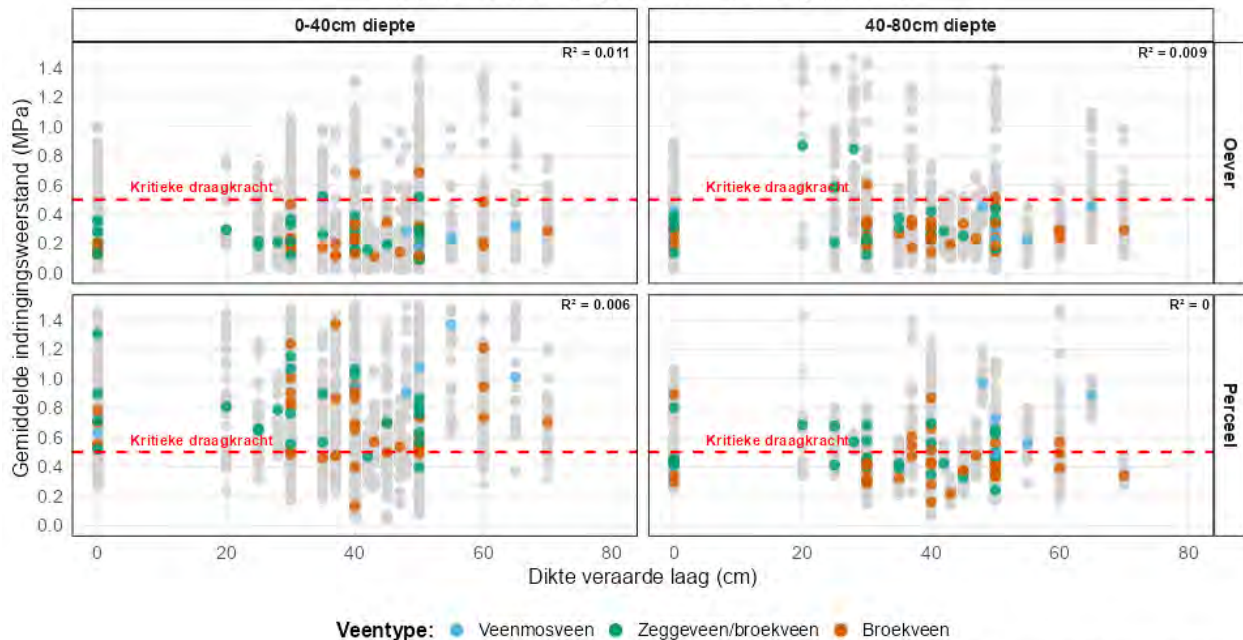 0-40cm diepte
40-80cm diepte
R² = 0.011
R² = 0.009
Gemiddelde indringingsweerstand (MPa)
1.4
1.2
1.0
0.8
0.6
0.4
0.2
0.0
Kritieke draagkracht
Kritieke draagkracht
Oever
R² = 0.006
R² = 0
1.4
1.2
1.0
0.8
0.6
0.4
0.2
0.0
Kritieke draagkracht
Kritieke draagkracht
Perceel
0 20 40 60 80
0 20 40 60 80
Dikte veraarde laag (cm)
Veentype: Veenmosveen Zeggeveen/broekveen Broekveen